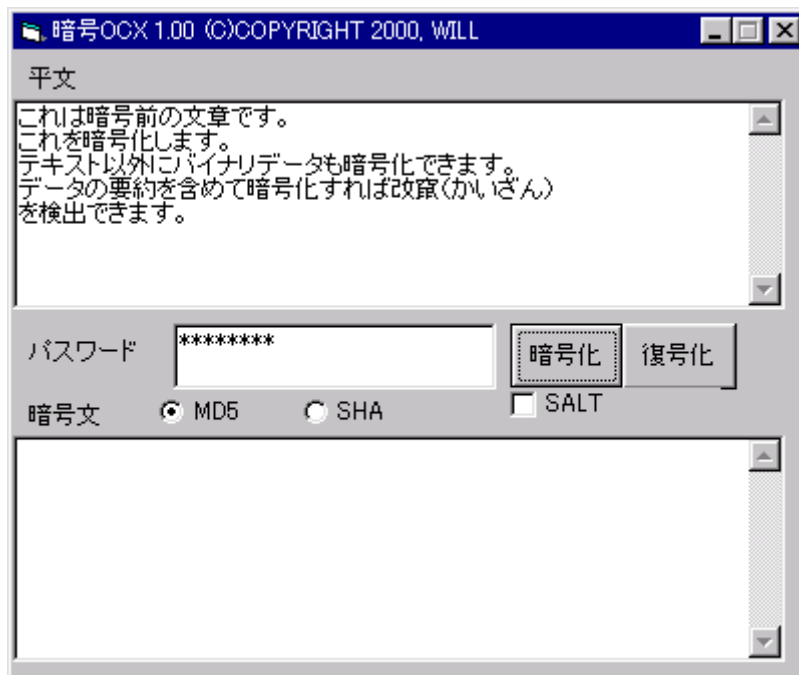 暗号OCX 1.00 (C)COPYRIGHT 2000, WILL
平文
これは暗号前の文章です。
これを暗号化します。
テキスト以外にバイナリデータも暗号化できます。
データの要約を含めて暗号化すれば改竄(かいざん)
を検出できます。
パスワード ******** 暗号化 復号化
暗号文 MD5 SHA SALT